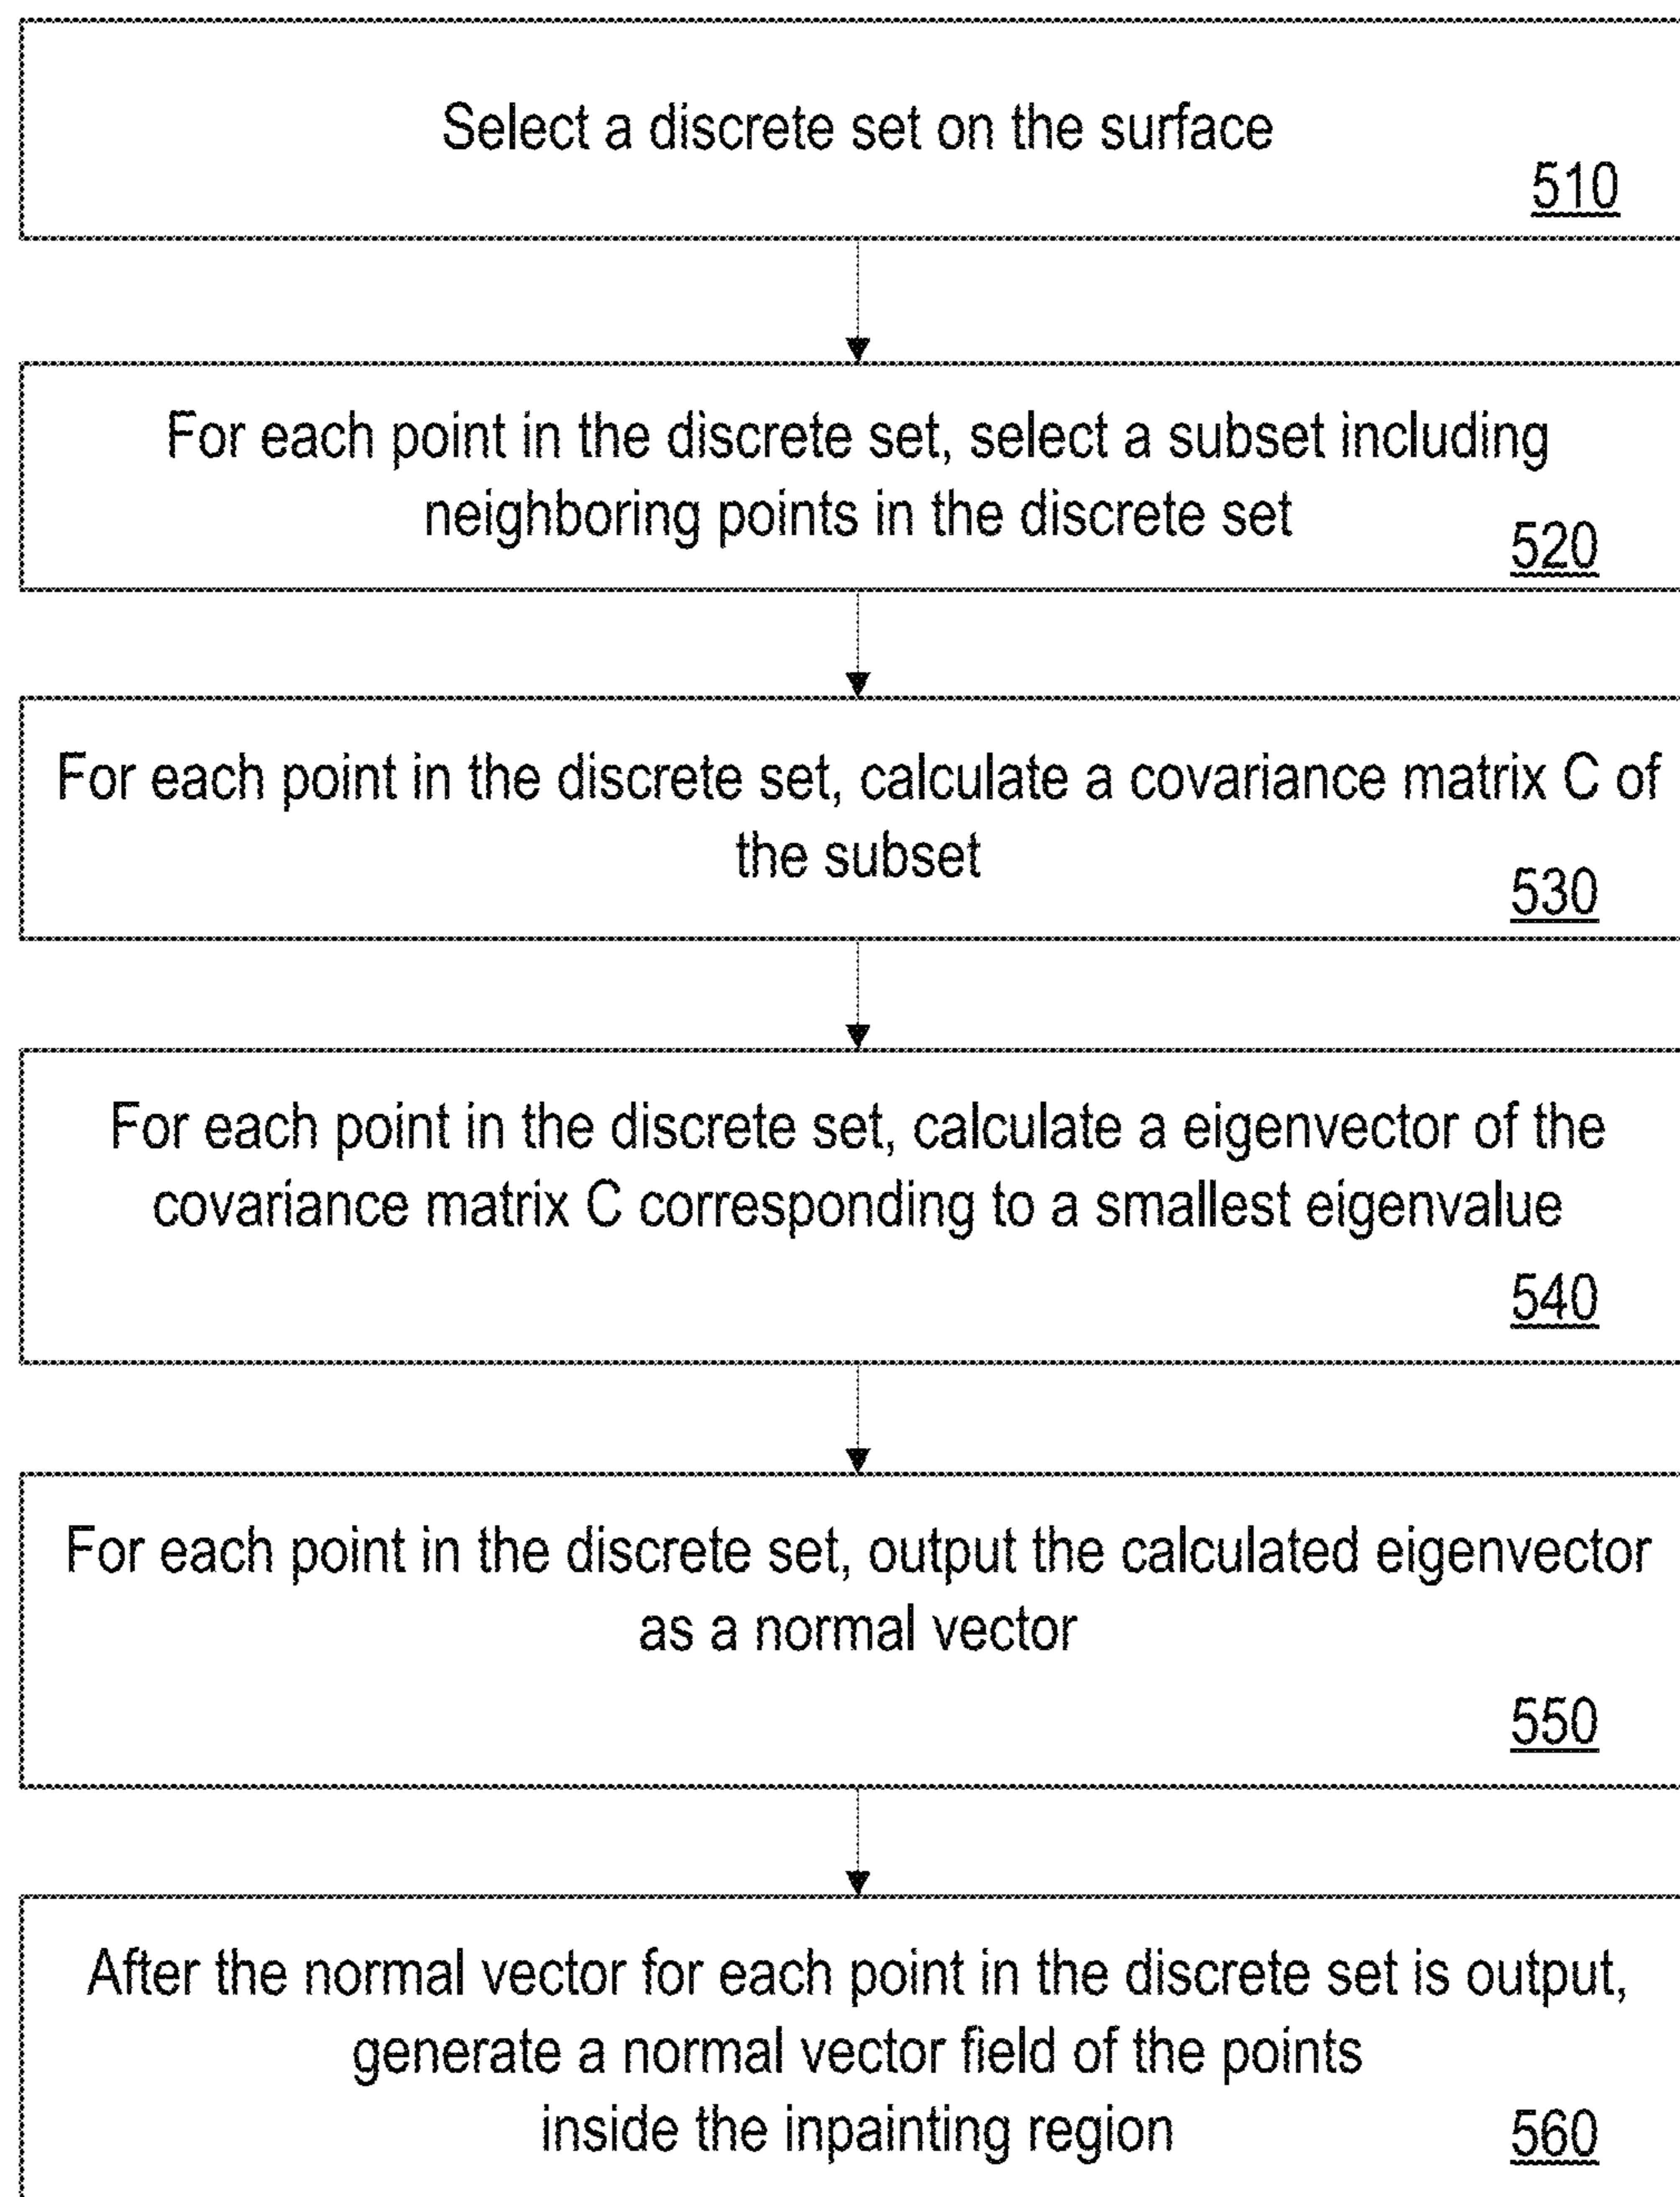 Select a discrete set on the surface
510
For each point in the discrete set, select a subset including
neighboring points in the discrete set
520
For each point in the discrete set, calculate a covariance matrix C of
the subset
530
For each point in the discrete set, calculate a eigenvector of the
covariance matrix C corresponding to a smallest eigenvalue
540
For each point in the discrete set, output the calculated eigenvector
as a normal vector
550
After the normal vector for each point in the discrete set is output,
generate a normal vector field of the points
inside the inpainting region
560